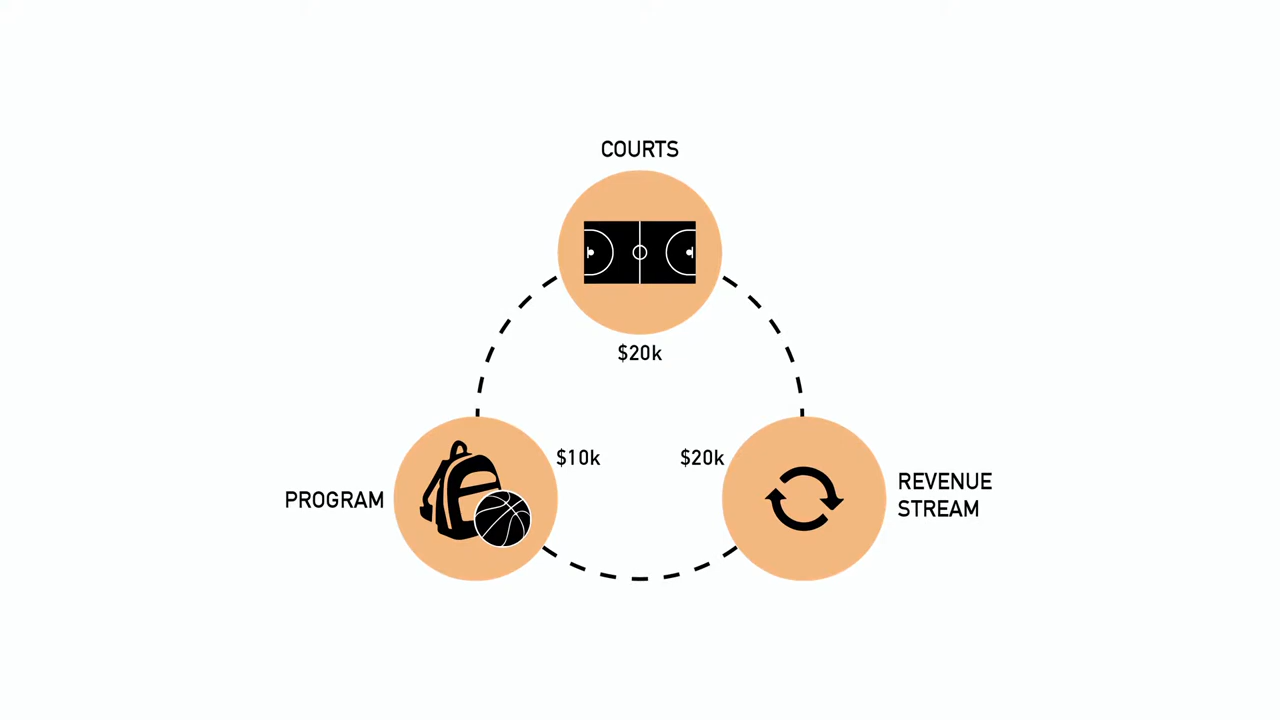 COURTS
$20k
$10k
$20k
PROGRAM
REVENUE
STREAM